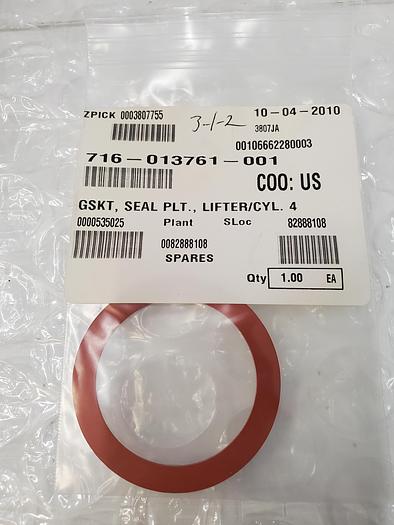 ZPICK 0003807755 3-1-2 10-04-2010
3807JA
00106662280003
716-013761-001
COO: US
GSKT, SEAL PLT., LIFTER/CYL. 4
0000535025 Plant SLoc 82888108
0082888108
SPARES
Qty 1.00 EA